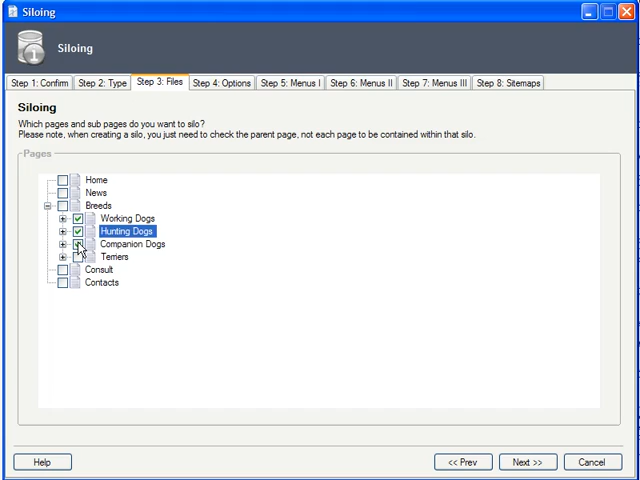 Siloing
Siloing
Step 1: Confirm Step 2: Type Step 3: Files Step 4: Options Step 5: Menus I Step 6: Menus II Step 7: Menus III Step 8: Sitemaps
Siloing
Which pages and sub pages do you want to silo?
Please note, when creating a silo, you just need to check the parent page, not each page to be contained within that silo.
Pages
Home
News
Breeds
Working Dogs
Hunting Dogs
Companion Dogs
Terriers
Consult
Contacts
Help << Prev Next >> Cancel